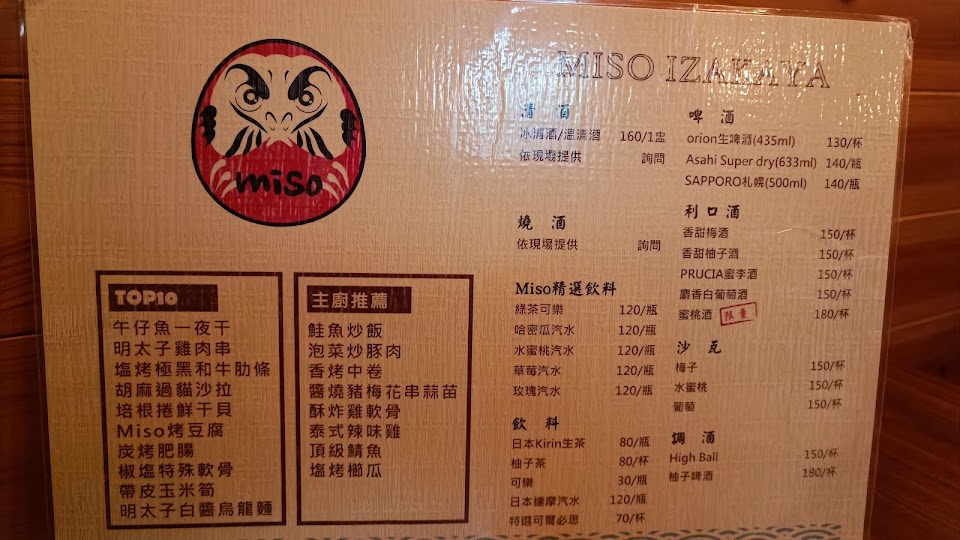 miso
MISO IZAKAYA
TOP10
午仔魚一夜干
明太子雞肉串
塩烤極黑和牛肋條
胡麻過貓沙拉
培根捲鮮干貝
Miso烤豆腐
炭烤肥腸
椒塩特殊軟骨
帶皮玉米筍
明太子白醬烏龍麵
主廚推薦
鮭魚炒飯
泡菜炒豚肉
香烤中卷
醬燒豬梅花串蒜苗
酥炸雞軟骨
泰式辣味雞
頂級鯖魚
塩烤櫛瓜
清酒
冰清酒/溫清酒 160/1盅
依現場提供 詢問
燒酒
依現場提供 詢問
Miso精選飲料
綠茶可樂 120/瓶
哈密瓜汽水 120/瓶
水蜜桃汽水 120/瓶
草莓汽水 120/瓶
玫瑰汽水 120/瓶
飲料
日本Kirin生茶 80/瓶
柚子茶 80/杯
可樂 30/瓶
日本達摩汽水 120/瓶
特選可爾必思 70/杯
啤酒
orion生啤酒(435ml) 130/杯
Asahi Super dry(633ml) 140/瓶
SAPPORO札幌(500ml) 140/瓶
利口酒
香甜梅酒 150/杯
香甜柚子酒 150/杯
PRUCIA蜜李酒 150/杯
麝香白葡萄酒 150/杯
蜜桃酒 限量 180/杯
沙瓦
梅子 150/杯
水蜜桃 150/杯
葡萄 150/杯
調酒
High Ball 150/杯
柚子啤酒 180/杯